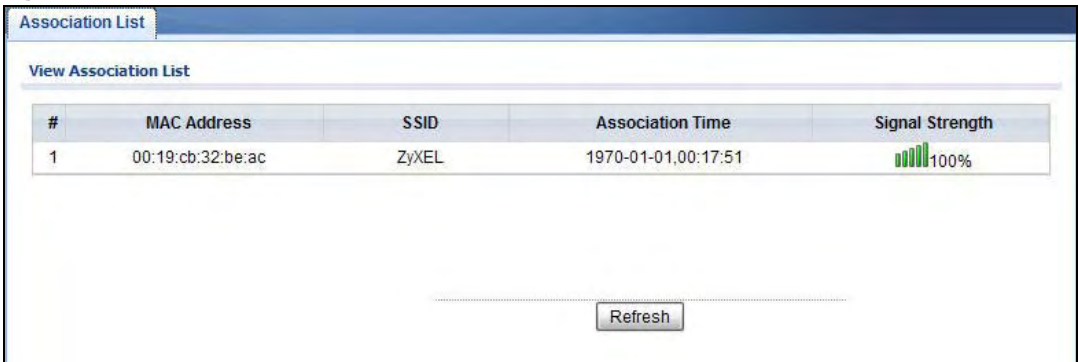 Association List
View Association List
# MAC Address SSID Association Time Signal Strength
1 00:19:cb:32:be:ac ZyXEL 1970-01-01,00:17:51 100%
Refresh